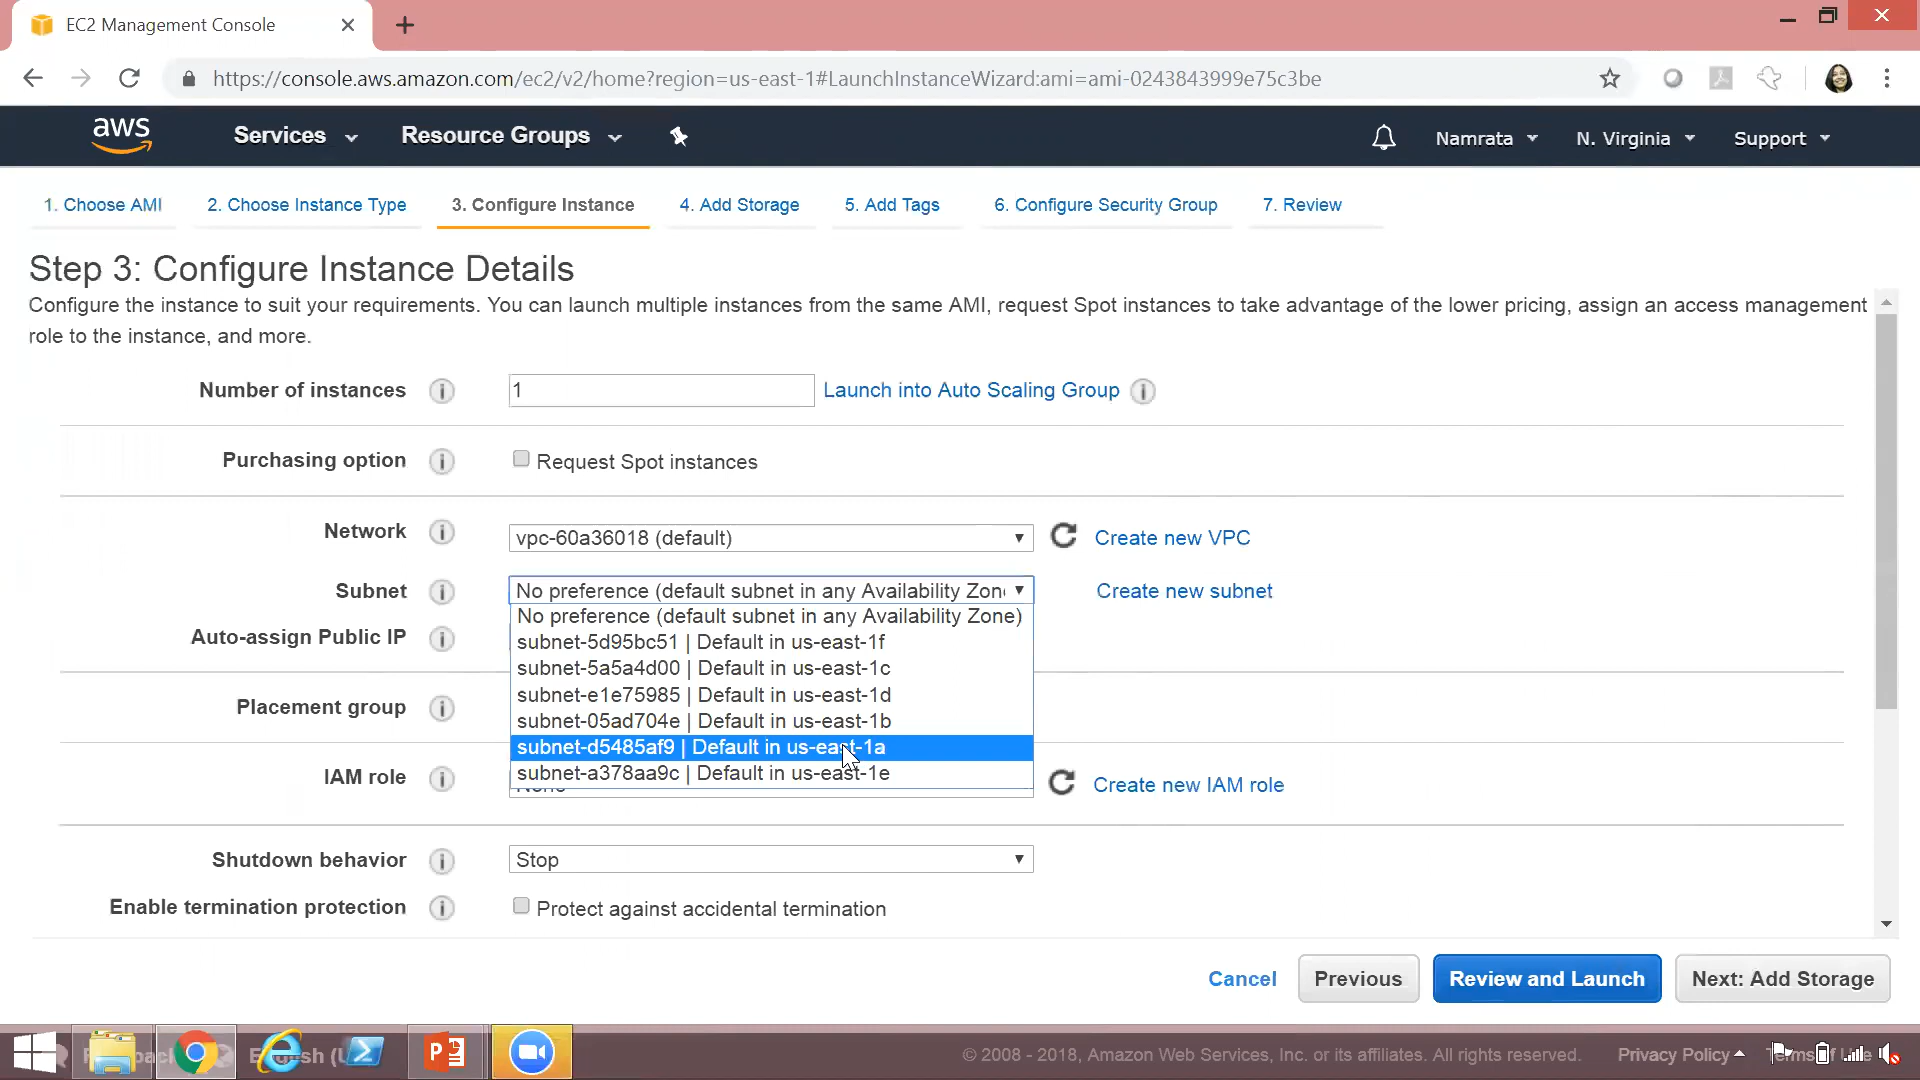 EC2 Management Console
https://console.aws.amazon.com/ec2/v2/home?region=us-east-1#LaunchInstanceWizard:ami=ami-0243843999e75c3be
aws
Services
Resource Groups
Namrata
N. Virginia
Support
1. Choose AMI
2. Choose Instance Type
3. Configure Instance
4. Add Storage
5. Add Tags
6. Configure Security Group
7. Review
Step 3: Configure Instance Details
Configure the instance to suit your requirements. You can launch multiple instances from the same AMI, request Spot instances to take advantage of the lower pricing, assign an access management
role to the instance, and more.
Number of instances
1
Launch into Auto Scaling Group
Purchasing option
Request Spot instances
Network
vpc-60a36018 (default)
Create new VPC
Subnet
No preference (default subnet in any Availability Zon
Create new subnet
No preference (default subnet in any Availability Zone)
Auto-assign Public IP
subnet-5d95bc51 | Default in us-east-1f
subnet-5a5a4d00 | Default in us-east-1c
subnet-e1e75985 | Default in us-east-1d
Placement group
subnet-05ad704e | Default in us-east-1b
subnet-d5485af9 | Default in us-east-1a
subnet-a378aa9c | Default in us-east-1e
IAM role
None
Create new IAM role
Shutdown behavior
Stop
Enable termination protection
Protect against accidental termination
Cancel
Previous
Review and Launch
Next: Add Storage
© 2008 - 2018, Amazon Web Services, Inc. or its affiliates. All rights reserved.
Privacy Policy